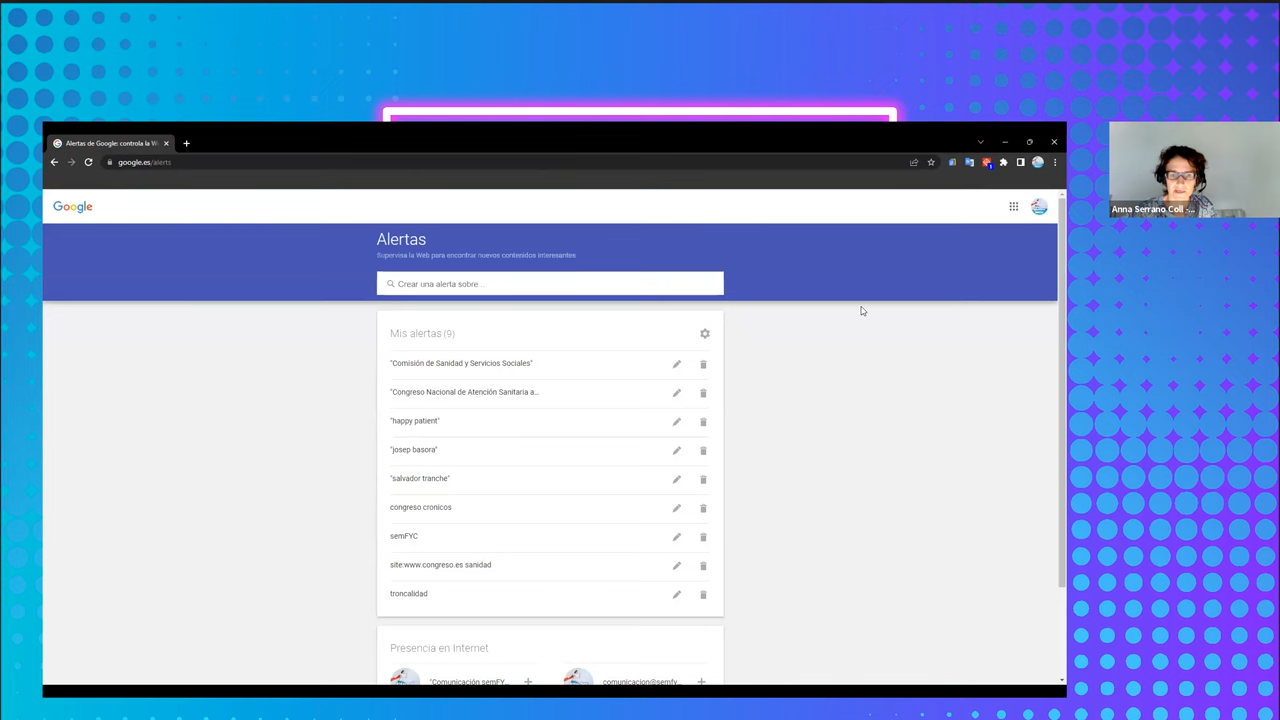 Alertas de Google: controla la We
google.es/alerts
Google
Alertas
Supervisa la Web para encontrar nuevos contenidos interesantes
Crear una alerta sobre...
Mis alertas (9)
"Comisión de Sanidad y Servicios Sociales"
"Congreso Nacional de Atención Sanitaria a...
"happy patient"
"josep basora"
"salvador tranche"
congreso cronicos
semFYC
site:www.congreso.es sanidad
troncalidad
Presencia en Internet
"Comunicación semFY...
comunicacion@semfy...
Anna Serrano Coll -...